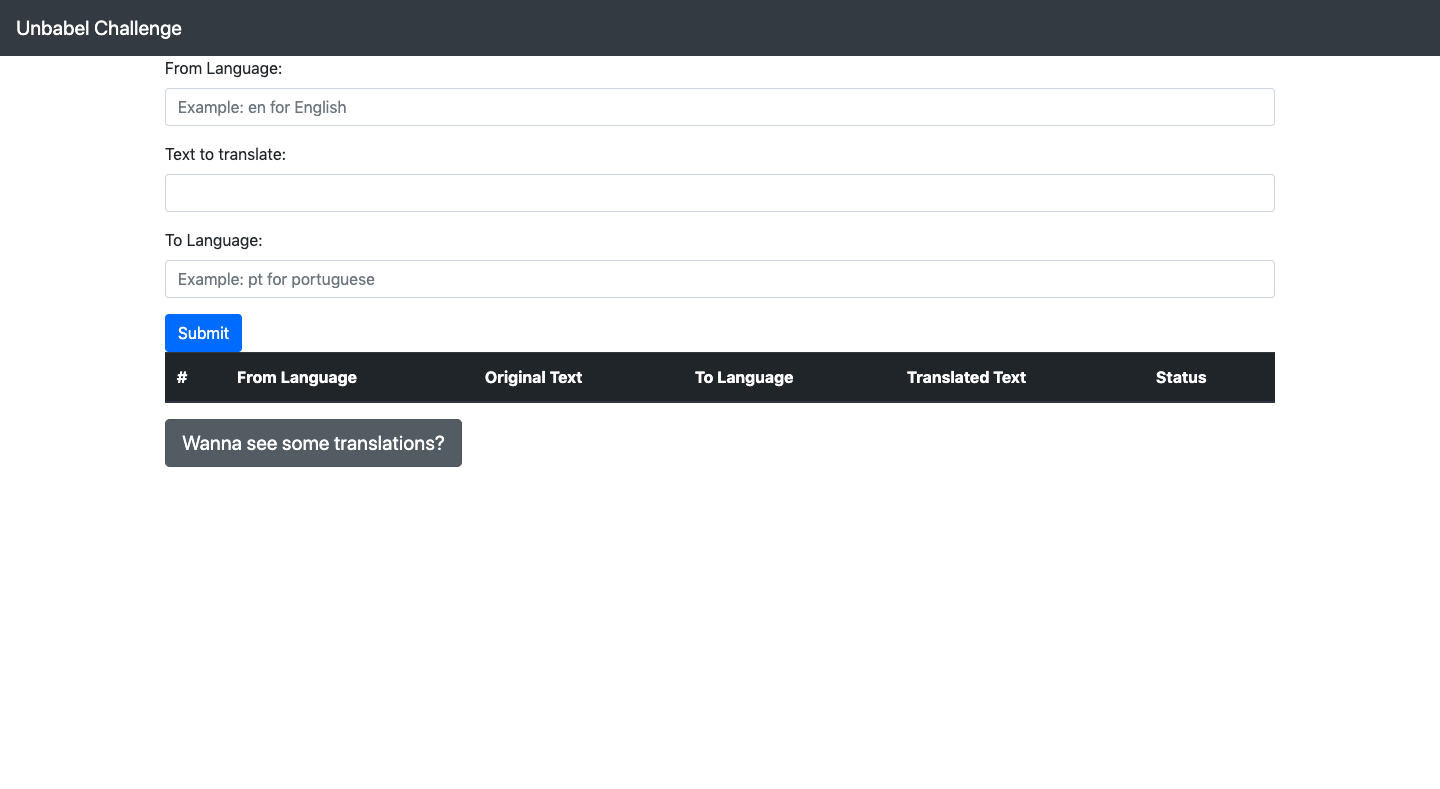 Unbabel Challenge
From Language:
Example: en for English
Text to translate:
To Language:
Example: pt for portuguese
Submit
# From Language Original Text To Language Translated Text Status
Wanna see some translations?